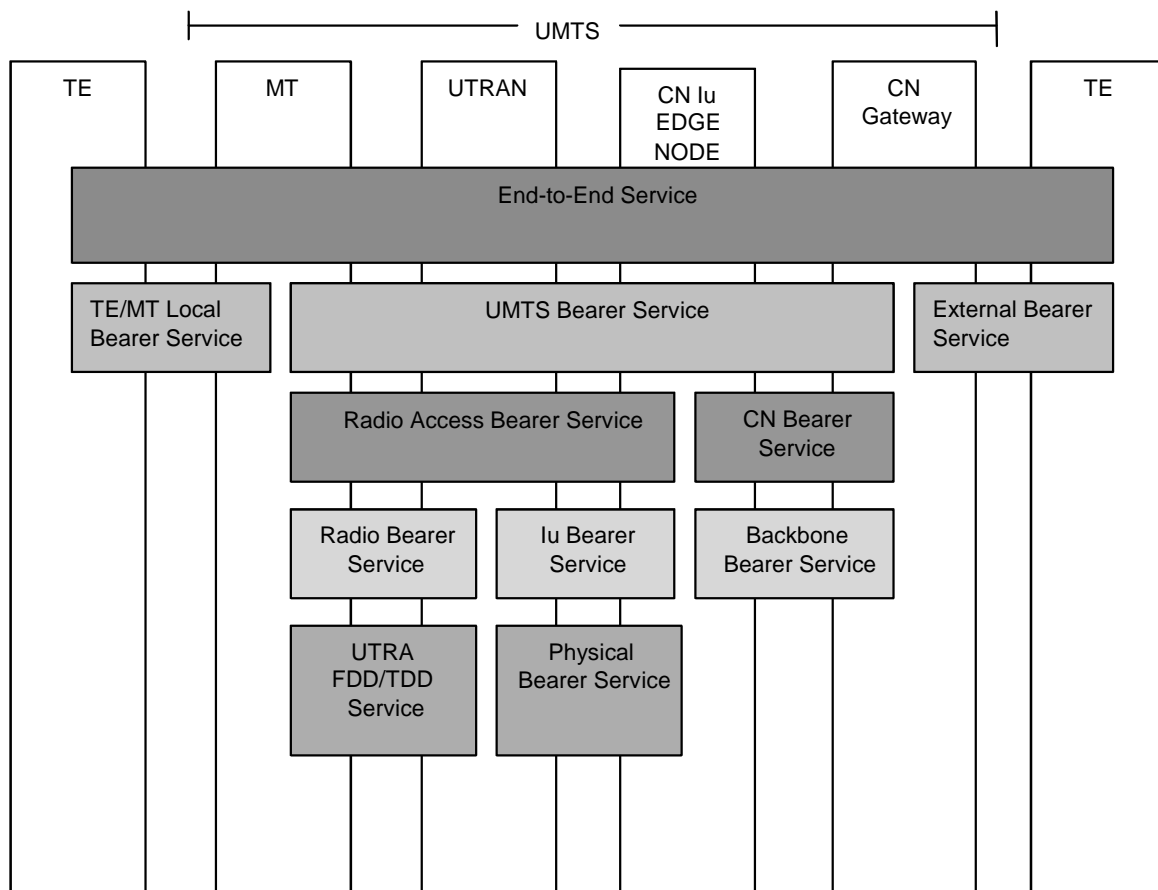 UMTS
TE
MT
UTRAN
CN Iu
EDGE
NODE
CN
Gateway
TE
End-to-End Service
TE/MT Local
Bearer Service
UMTS Bearer Service
External Bearer
Service
Radio Access Bearer Service
CN Bearer
Service
Radio Bearer
Service
Iu Bearer
Service
Backbone
Bearer Service
UTRA
FDD/TDD
Service
Physical
Bearer Service